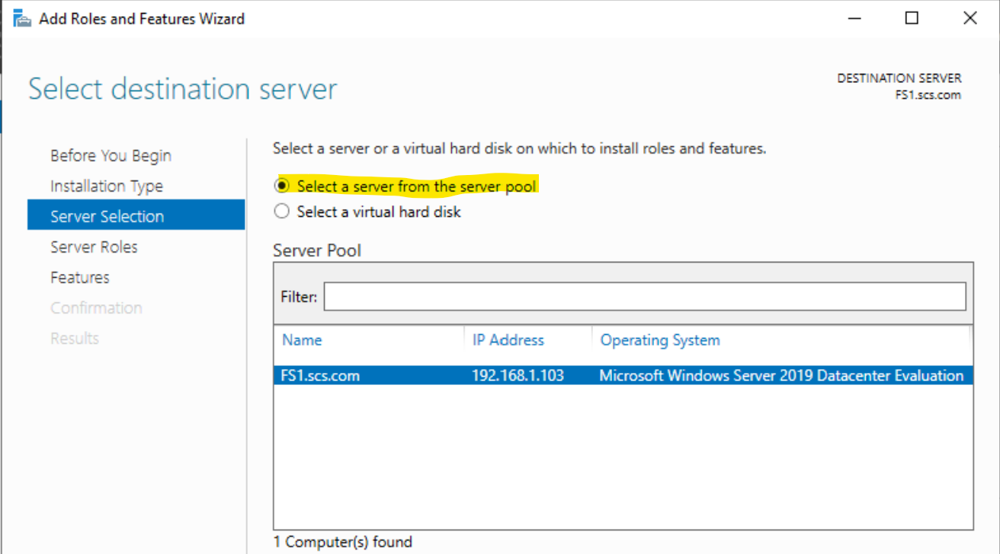 Add Roles and Features Wizard
Select destination server
DESTINATION SERVER
FS1.scs.com
Before You Begin
Installation Type
Server Selection
Server Roles
Features
Confirmation
Results
Select a server or a virtual hard disk on which to install roles and features.
Select a server from the server pool
Select a virtual hard disk
Server Pool
Filter:
Name IP Address Operating System
FS1.scs.com 192.168.1.103 Microsoft Windows Server 2019 Datacenter Evaluation
1 Computer(s) found